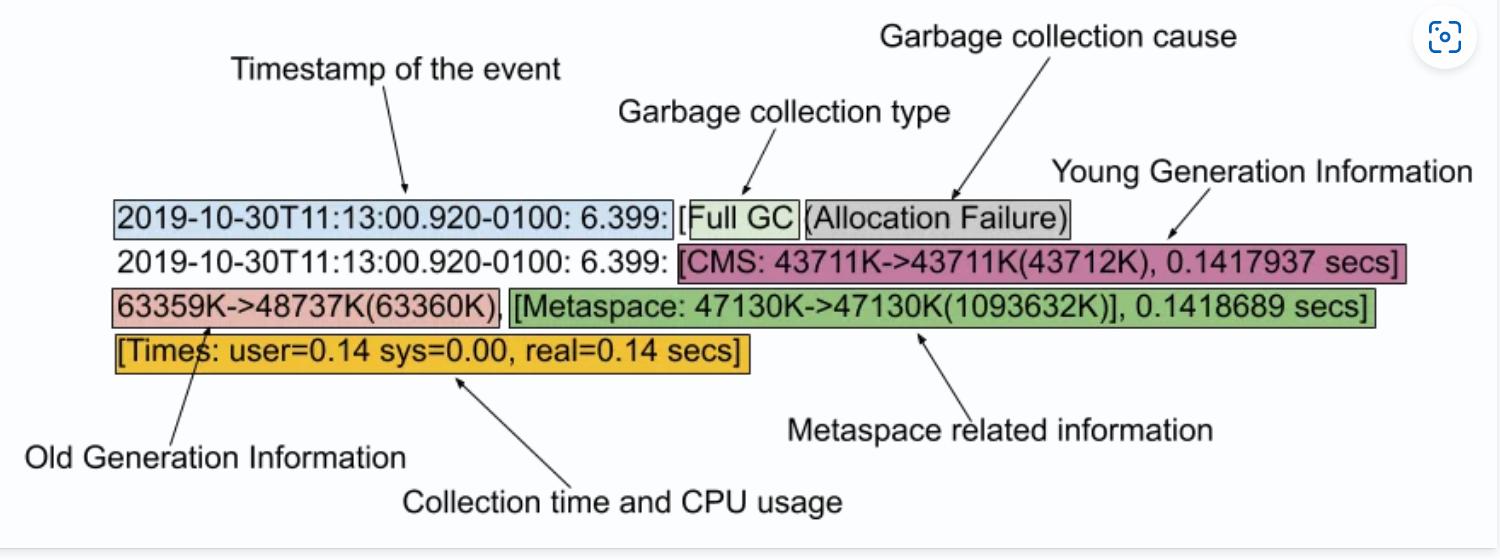 Garbage collection cause
Timestamp of the event
Garbage collection type
Young Generation Information
2019-10-30T11:13:00.920-0100: 6.399: [Full GC (Allocation Failure)
2019-10-30T11:13:00.920-0100: 6.399: [CMS: 43711K->43711K(43712K), 0.1417937 secs]
63359K->48737K(63360K), [Metaspace: 47130K->47130K(1093632K)], 0.1418689 secs]
[Times: user=0.14 sys=0.00, real=0.14 secs]
Metaspace related information
Old Generation Information
Collection time and CPU usage